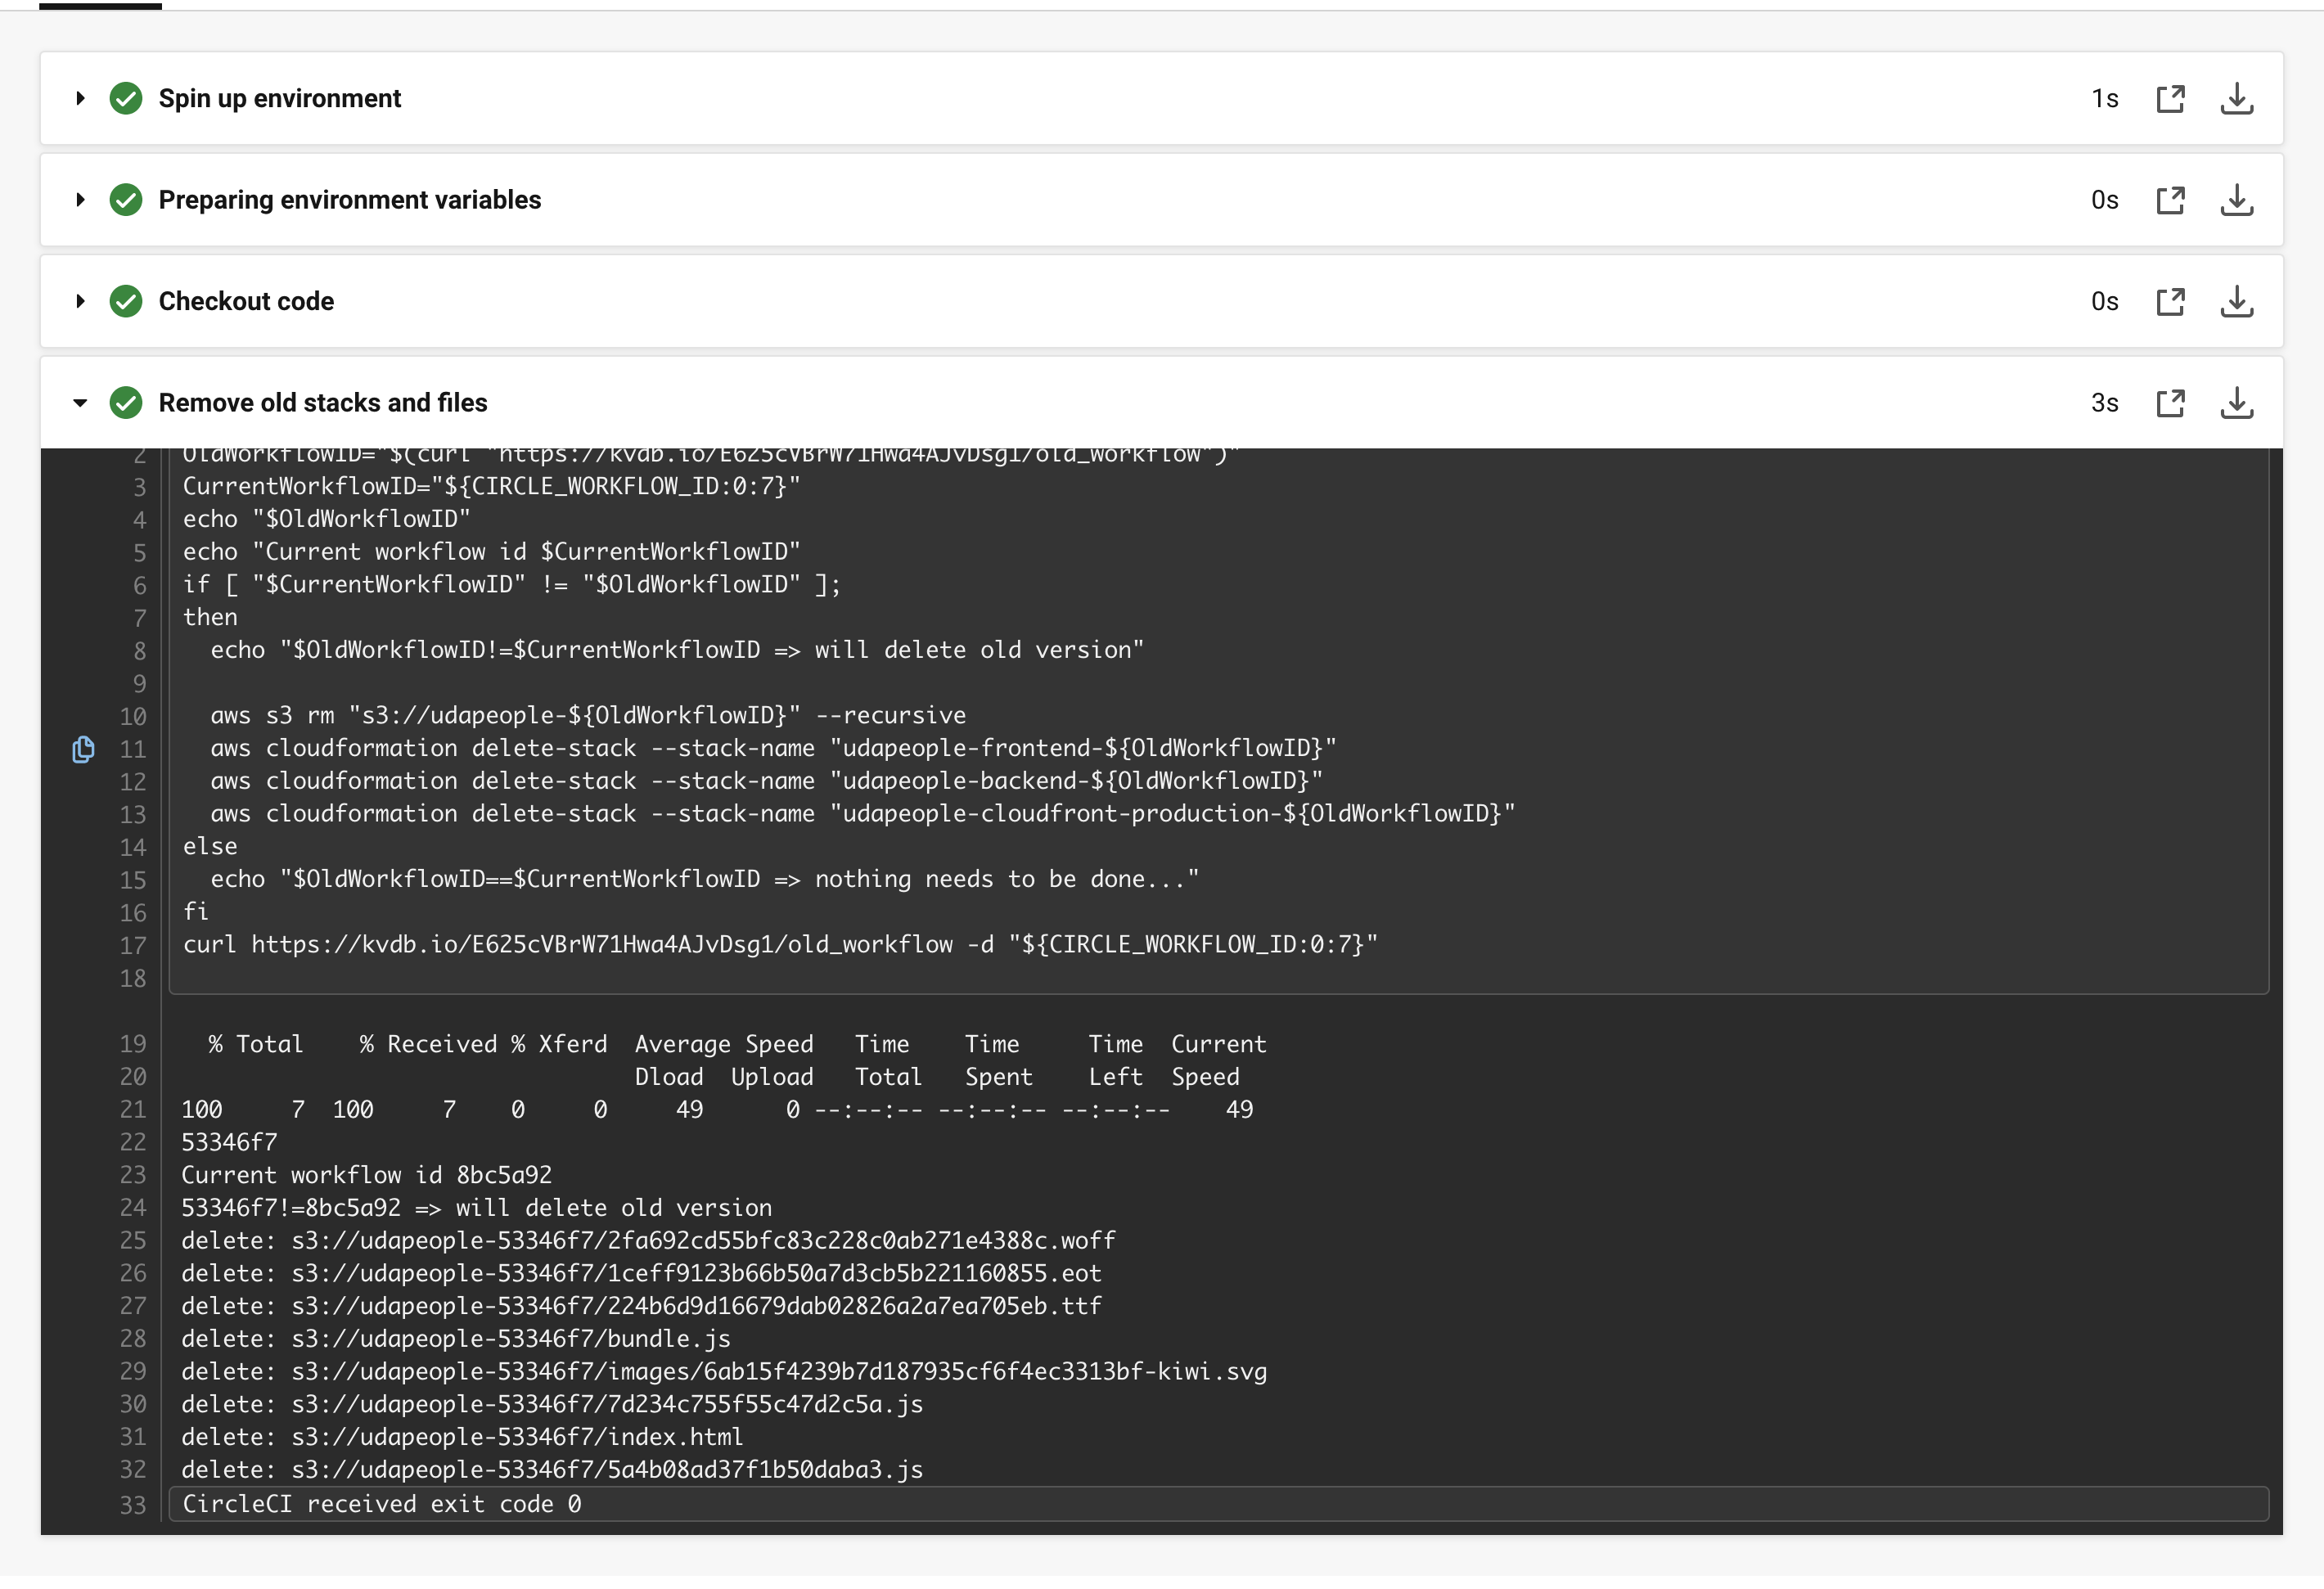 Spin up environment 1s
Preparing environment variables 0s
Checkout code 0s
Remove old stacks and files 3s
2 OldWorkflowID="$(curl "https://kvdb.io/E625cVBrW71Hwa4AJvDsg1/old_workflow")"
3 CurrentWorkflowID="${CIRCLE_WORKFLOW_ID:0:7}"
4 echo "$OldWorkflowID"
5 echo "Current workflow id $CurrentWorkflowID"
6 if [ "$CurrentWorkflowID" != "$OldWorkflowID" ];
7 then
8   echo "$OldWorkflowID!=$CurrentWorkflowID => will delete old version"
9
10   aws s3 rm "s3://udapeople-${OldWorkflowID}" --recursive
11   aws cloudformation delete-stack --stack-name "udapeople-frontend-${OldWorkflowID}"
12   aws cloudformation delete-stack --stack-name "udapeople-backend-${OldWorkflowID}"
13   aws cloudformation delete-stack --stack-name "udapeople-cloudfront-production-${OldWorkflowID}"
14 else
15   echo "$OldWorkflowID==$CurrentWorkflowID => nothing needs to be done..."
16 fi
17 curl https://kvdb.io/E625cVBrW71Hwa4AJvDsg1/old_workflow -d "${CIRCLE_WORKFLOW_ID:0:7}"
18
19   % Total    % Received % Xferd  Average Speed   Time    Time     Time  Current
20                                  Dload  Upload   Total   Spent    Left  Speed
21 100     7  100     7    0     0     49      0 --:--:-- --:--:-- --:--:--    49
22 53346f7
23 Current workflow id 8bc5a92
24 53346f7!=8bc5a92 => will delete old version
25 delete: s3://udapeople-53346f7/2fa692cd55bfc83c228c0ab271e4388c.woff
26 delete: s3://udapeople-53346f7/1ceff9123b66b50a7d3cb5b221160855.eot
27 delete: s3://udapeople-53346f7/224b6d9d16679dab02826a2a7ea705eb.ttf
28 delete: s3://udapeople-53346f7/bundle.js
29 delete: s3://udapeople-53346f7/images/6ab15f4239b7d187935cf6f4ec3313bf-kiwi.svg
30 delete: s3://udapeople-53346f7/7d234c755f55c47d2c5a.js
31 delete: s3://udapeople-53346f7/index.html
32 delete: s3://udapeople-53346f7/5a4b08ad37f1b50daba3.js
33 CircleCI received exit code 0